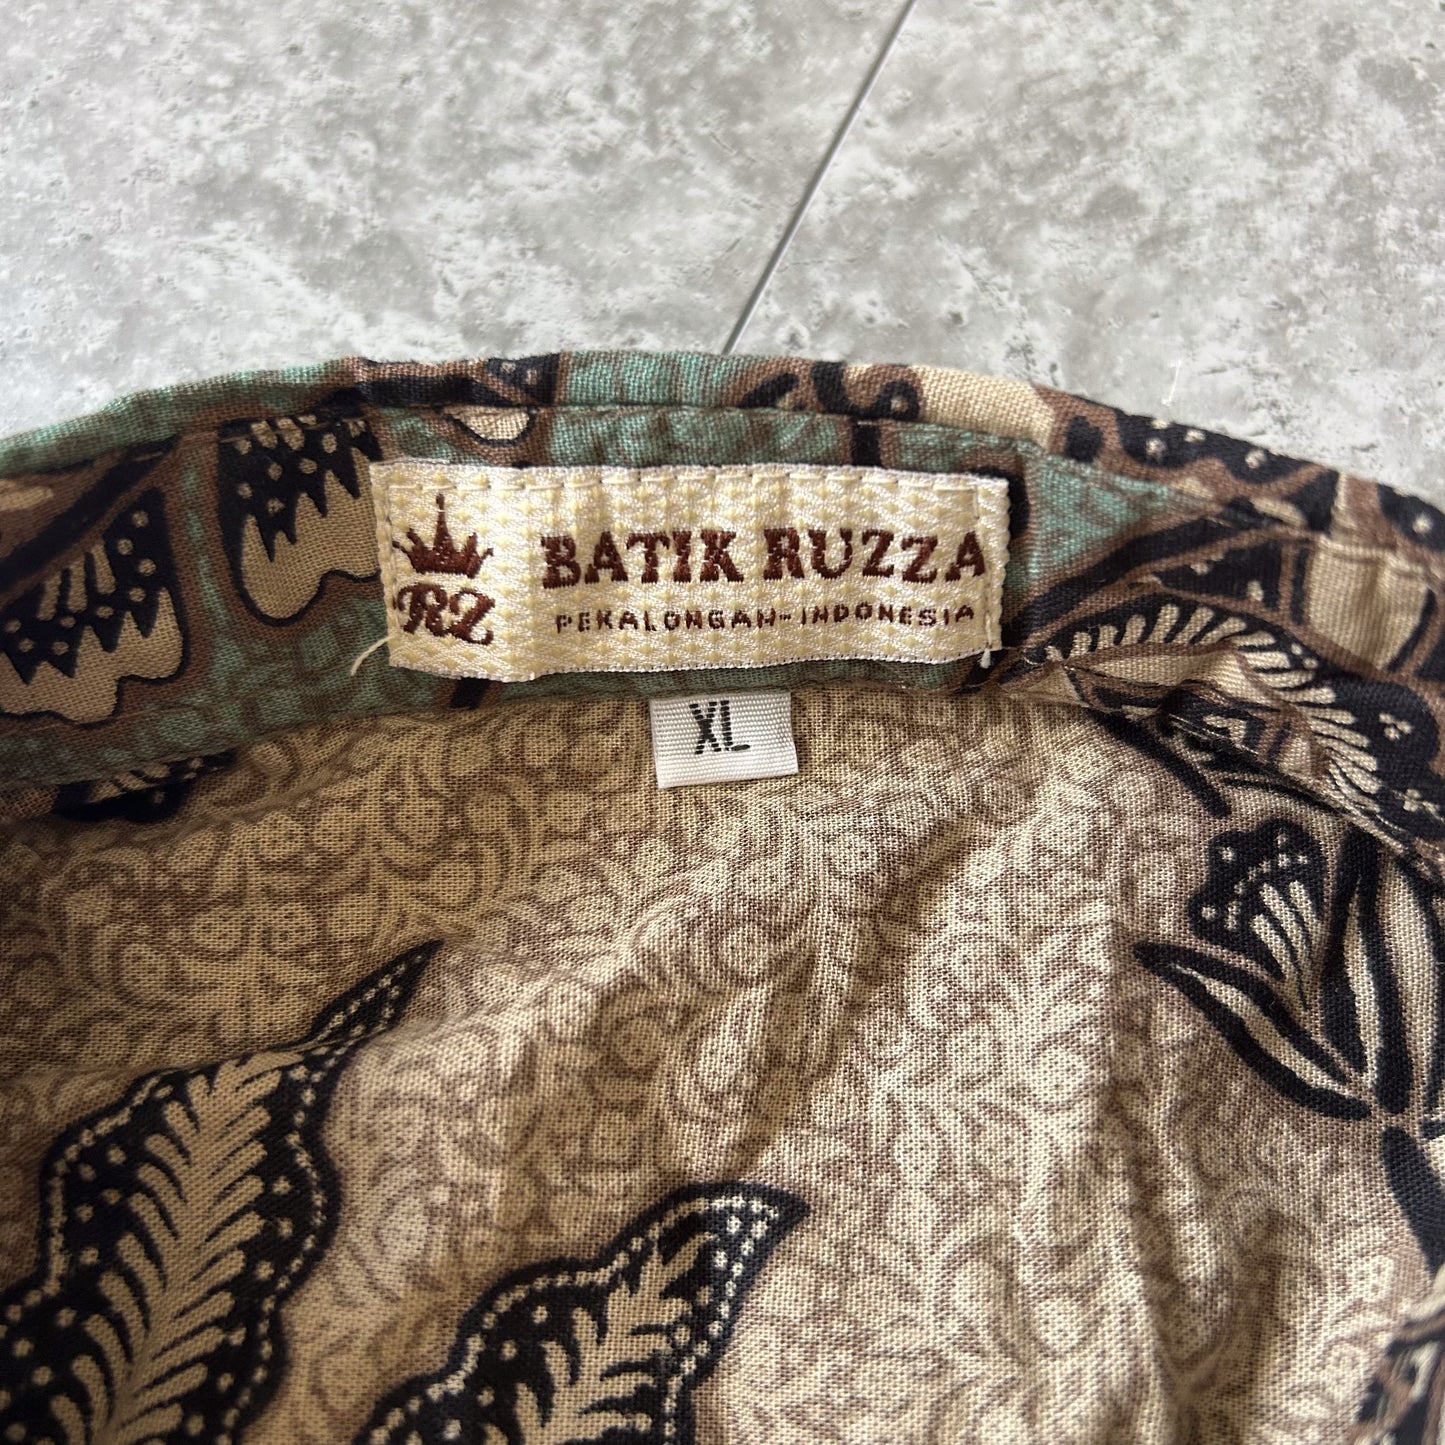 BATIK RUZZA
RZ
PEKALONGAN-INDONESIA
XL